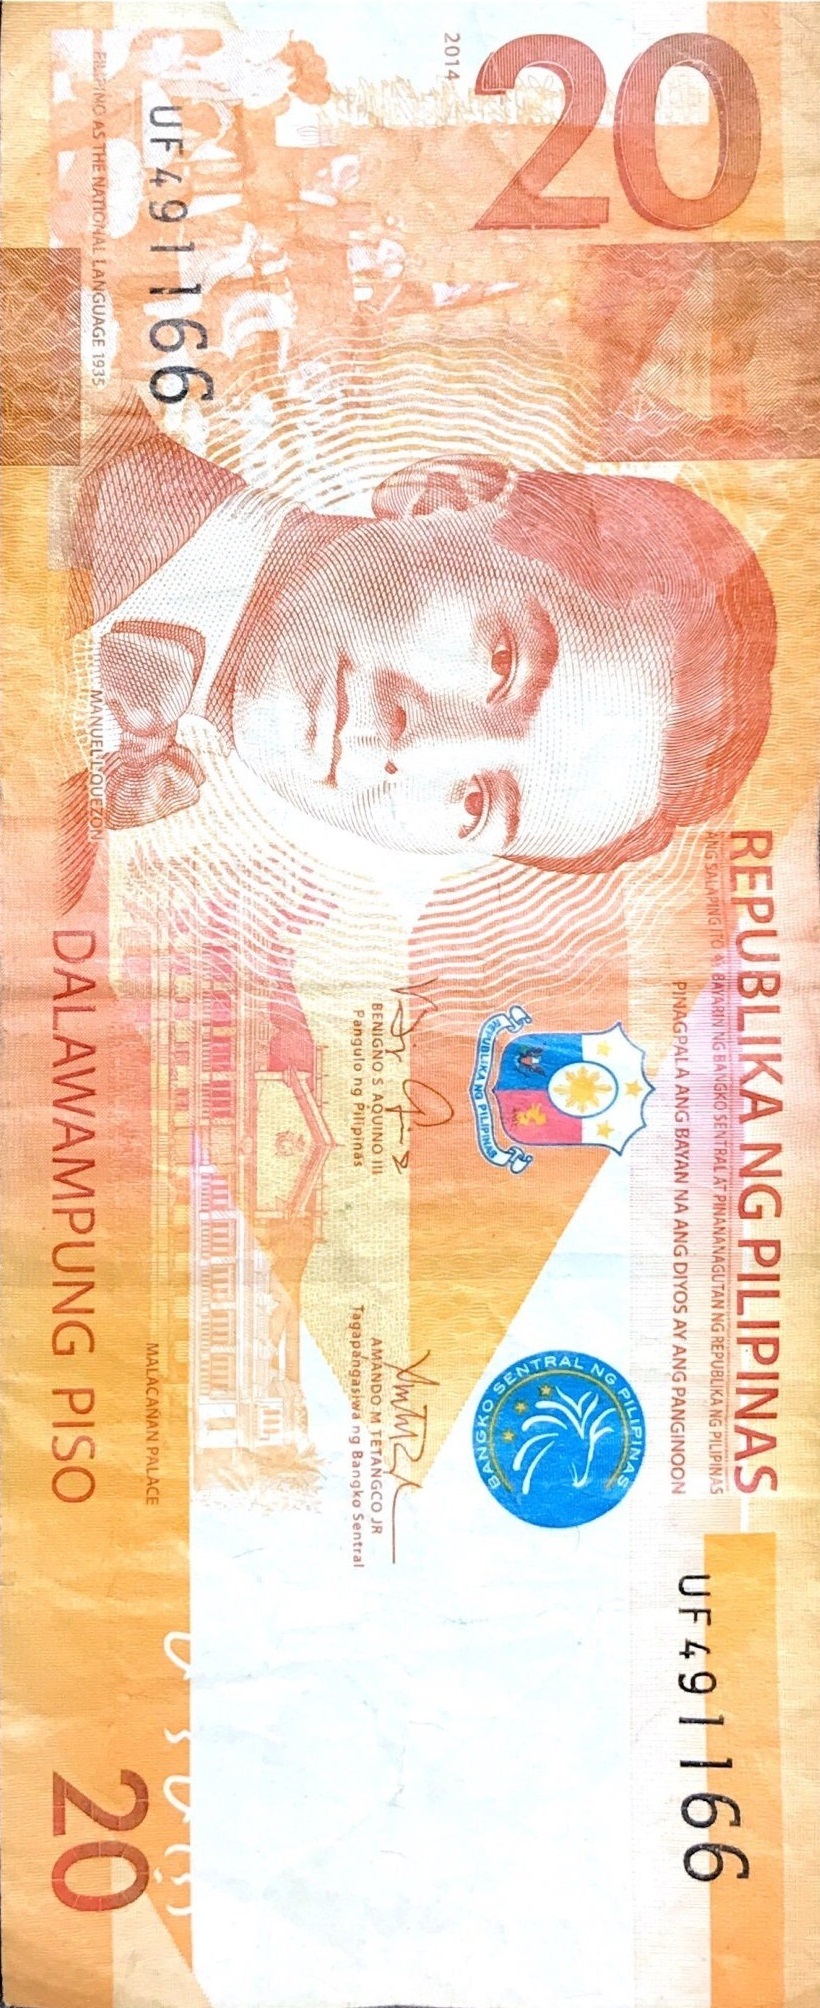 20
2014
UF491166
FILIPINO AS THE NATIONAL LANGUAGE 1935
MANUEL L QUEZON
REPUBLIKA NG PILIPINAS
ANG SALAPING ITO AY BAYARIN NG BANGKO SENTRAL AT PINANANAGUTAN NG REPUBLIKA NG PILIPINAS
PINAGPALA ANG BAYAN NA ANG DIYOS AY ANG PANGINOON
REPUBLIKA NG PILIPINAS
BANGKO SENTRAL NG PILIPINAS
BENIGNO S AQUINO III
Pangulo ng Pilipinas
AMANDO M TETANGCO JR
Tagapangasiwa ng Bangko Sentral
MALACAÑAN PALACE
DALAWAMPUNG PISO
UF491166
20